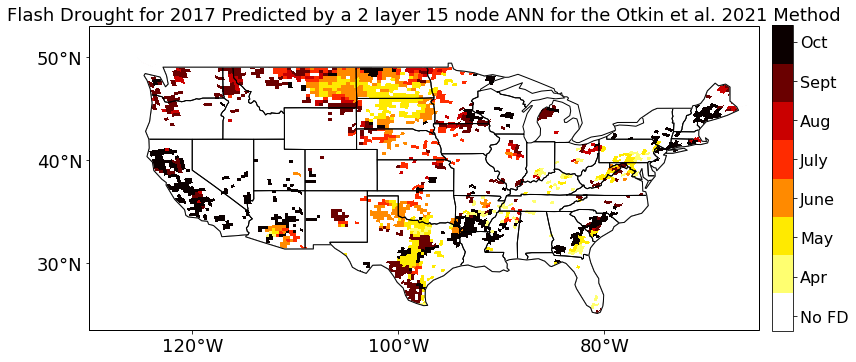 Flash Drought for 2017 Predicted by a 2 layer 15 node ANN for the Otkin et al. 2021 Method
50°N
40°N
30°N
120°W
100°W
80°W
Oct
Sept
Aug
July
June
May
Apr
No FD